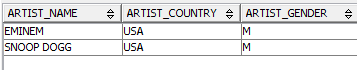 ARTIST_NAME ARTIST_COUNTRY ARTIST_GENDER
EMINEM USA M
SNOOP DOGG USA M